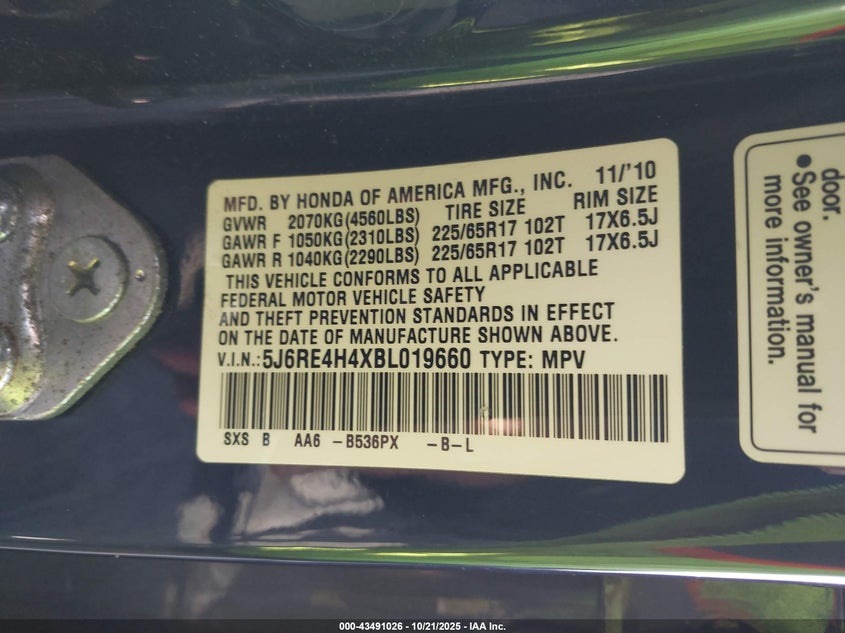 MFD. BY HONDA OF AMERICA MFG., INC. 11/'10
GVWR 2070KG(4560LBS) TIRE SIZE RIM SIZE
GAWR F 1050KG(2310LBS) 225/65R17 102T 17X6.5J
GAWR R 1040KG(2290LBS) 225/65R17 102T 17X6.5J
THIS VEHICLE CONFORMS TO ALL APPLICABLE
FEDERAL MOTOR VEHICLE SAFETY
AND THEFT PREVENTION STANDARDS IN EFFECT
ON THE DATE OF MANUFACTURE SHOWN ABOVE.
V.I.N.:5J6RE4H4XBL019660 TYPE: MPV
SXS B AA6 -B536PX -B-L
door.
●See owner's manual for
more information.
000-43491026 - 10/21/2025 - IAA Inc.